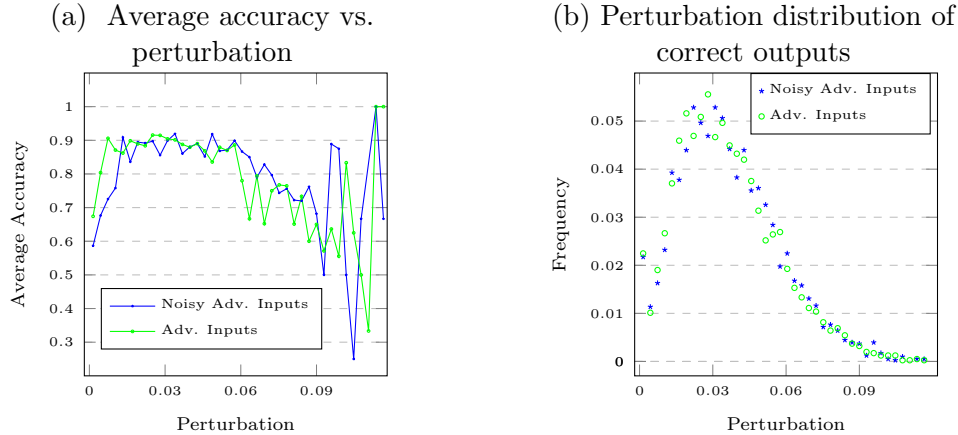 (a) Average accuracy vs.
perturbation
1
0.9
0.8
0.7
0.6
0.5
0.4
0.3
Average Accuracy
Noisy Adv. Inputs
Adv. Inputs
0 0.03 0.06 0.09
Perturbation
(b) Perturbation distribution of
correct outputs
0.05
0.04
0.03
0.02
0.01
0
Frequency
Noisy Adv. Inputs
Adv. Inputs
0 0.03 0.06 0.09
Perturbation